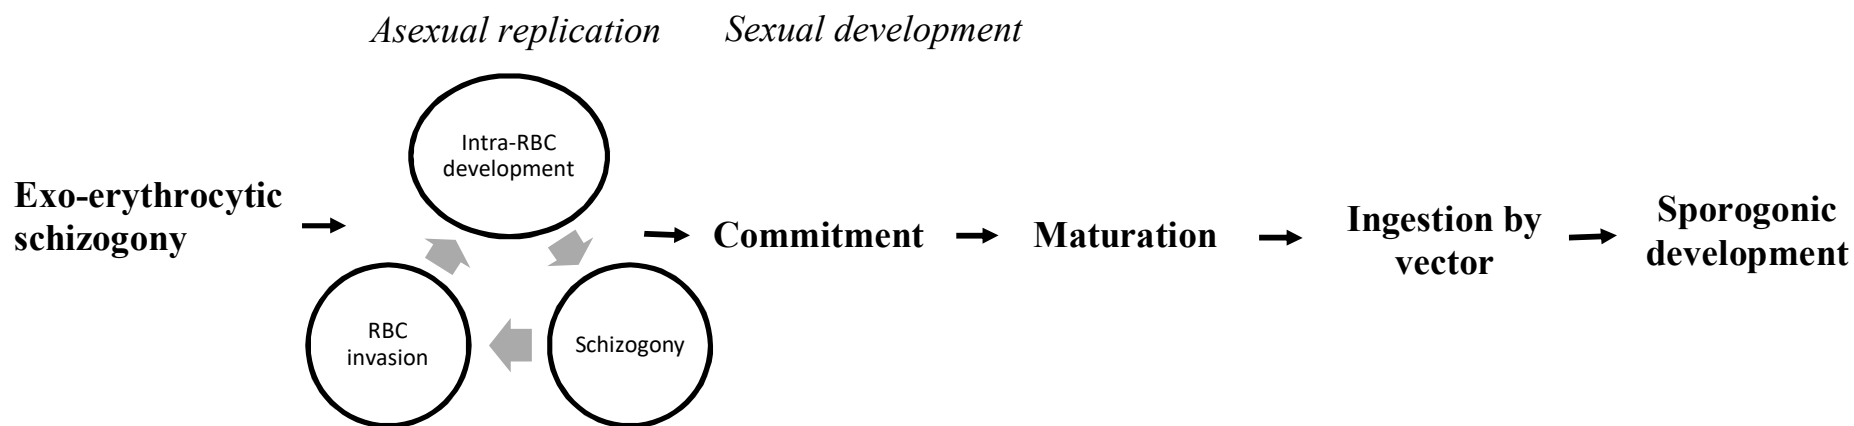 Asexual replication
Sexual development
Intra-RBC
development
Exo-erythrocytic
schizogony
RBC
invasion
Schizogony
Commitment
Maturation
Ingestion by
vector
Sporogonic
development